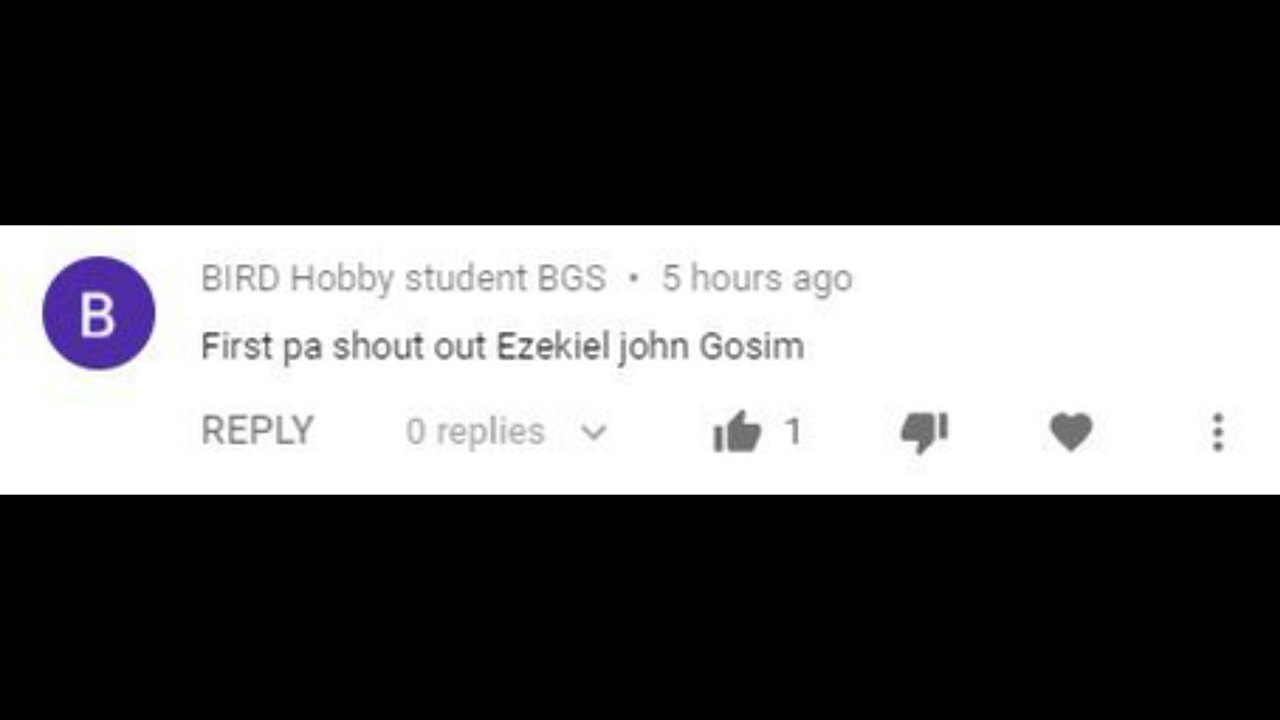 B
BIRD Hobby student BGS • 5 hours ago
First pa shout out Ezekiel john Gosim
REPLY 0 replies 1